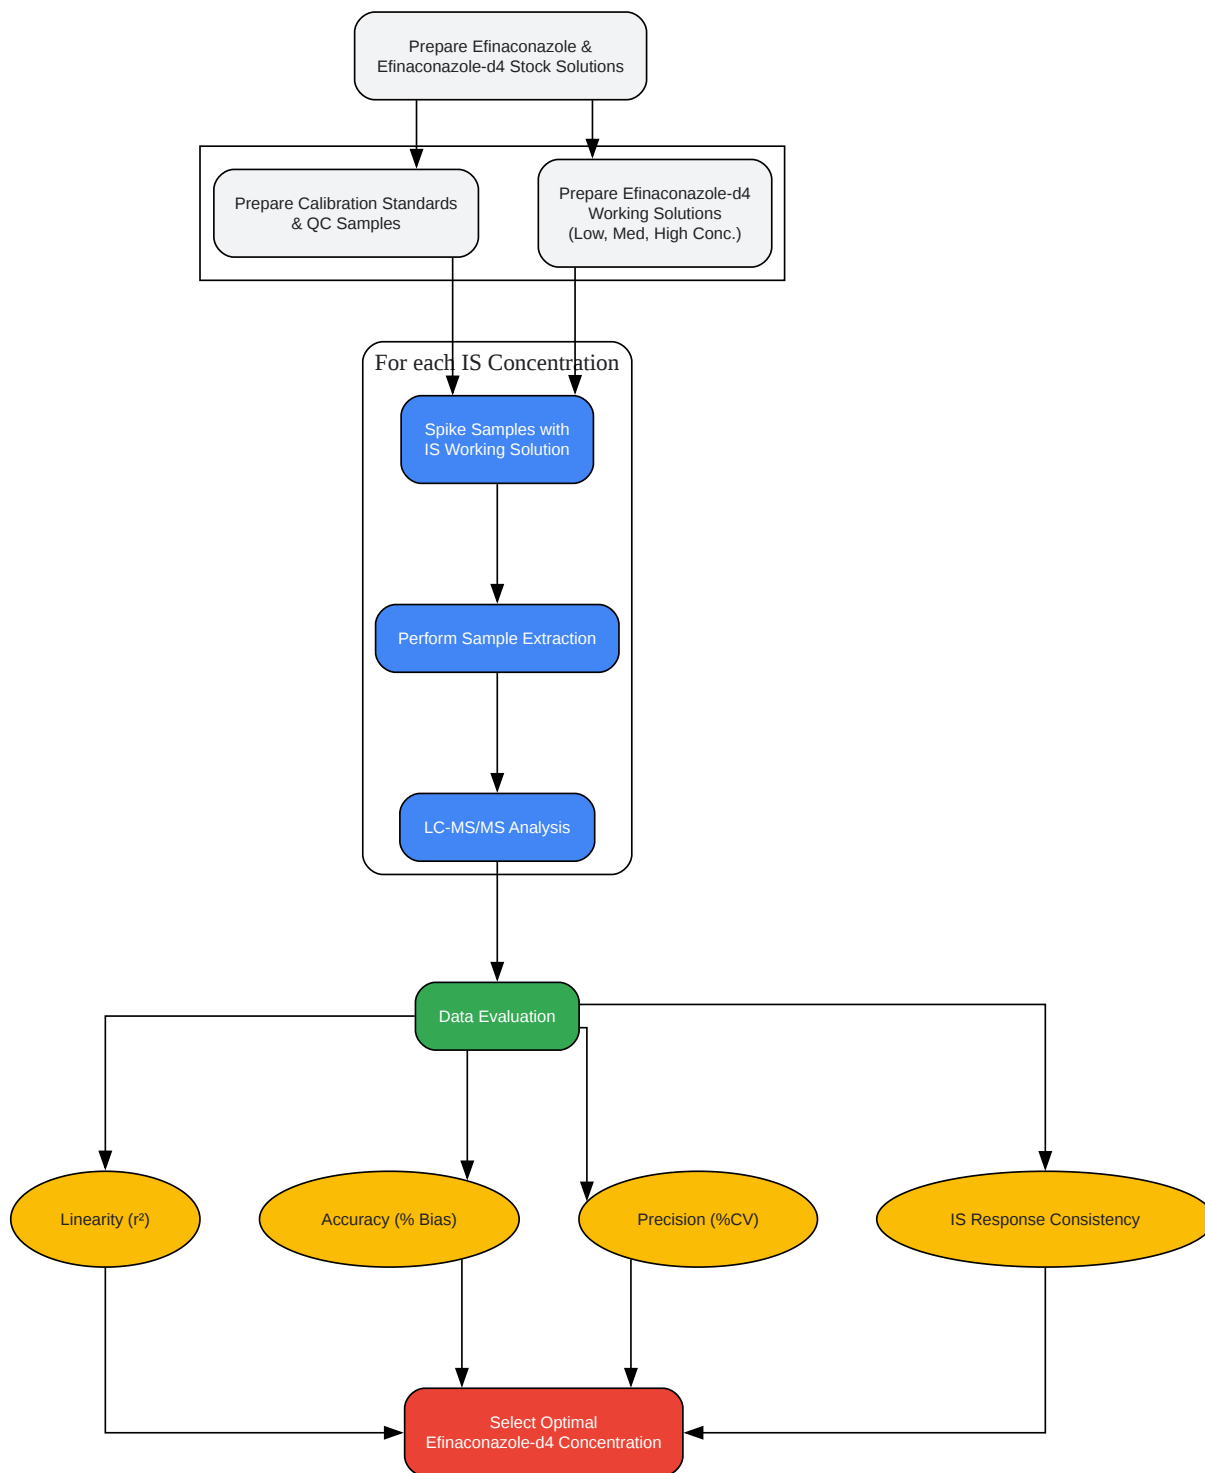 Prepare Efinaconazole &
Efinaconazole-d4 Stock Solutions
Prepare Calibration Standards
& QC Samples
Prepare Efinaconazole-d4
Working Solutions
(Low, Med, High Conc.)
For each IS Concentration
Spike Samples with
IS Working Solution
Perform Sample Extraction
LC-MS/MS Analysis
Data Evaluation
Linearity (r²)
Accuracy (% Bias)
Precision (%CV)
IS Response Consistency
Select Optimal
Efinaconazole-d4 Concentration